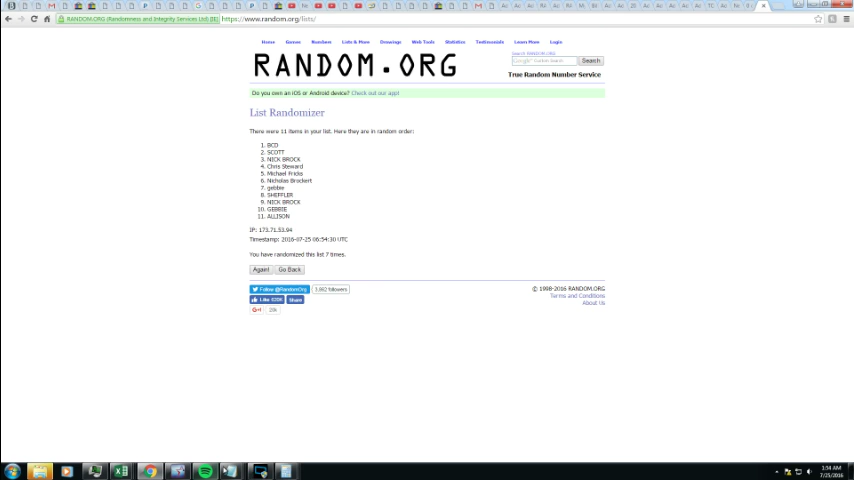 RANDOM.ORG (Randomness and Integrity Services Ltd) [IE] https://www.random.org/lists/
Home Games Numbers Lists & More Drawings Web Tools Statistics Testimonials Learn More Login
RANDOM.ORG
Search RANDOM.ORG
Search
True Random Number Service
Do you own an iOS or Android device? Check out our app!
List Randomizer
There were 11 items in your list. Here they are in random order:
1. BCD
2. SCOTT
3. NICK BROCK
4. Chris Steward
5. Michael Fricks
6. Nicholas Brockert
7. gebbie
8. SHEFFLER
9. NICK BROCK
10. GEBBIE
11. ALLISON
IP: 173.71.53.94
Timestamp: 2016-07-25 06:54:30 UTC
You have randomized this list 7 times.
Again! Go Back
Follow @RandomOrg 3,992 followers
Like Share
G+1
© 1998-2016 RANDOM.ORG
Terms and Conditions
About Us
7/25/2016